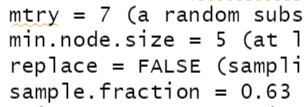 mtry = 7 (a random subs
min.node.size = 5 (at l
replace = FALSE (sampli
sample.fraction = 0.63